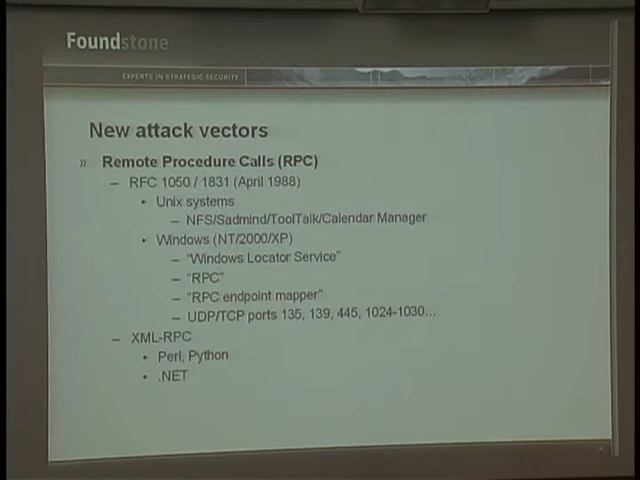 Foundstone
EXPERTS IN STRATEGIC SECURITY
New attack vectors
» Remote Procedure Calls (RPC)
– RFC 1050 / 1831 (April 1988)
• Unix systems
– NFS/Sadmind/ToolTalk/Calendar Manager
• Windows (NT/2000/XP)
– "Windows Locator Service"
– "RPC"
– "RPC endpoint mapper"
– UDP/TCP ports 135, 139, 445, 1024-1030...
– XML-RPC
• Perl, Python
• .NET